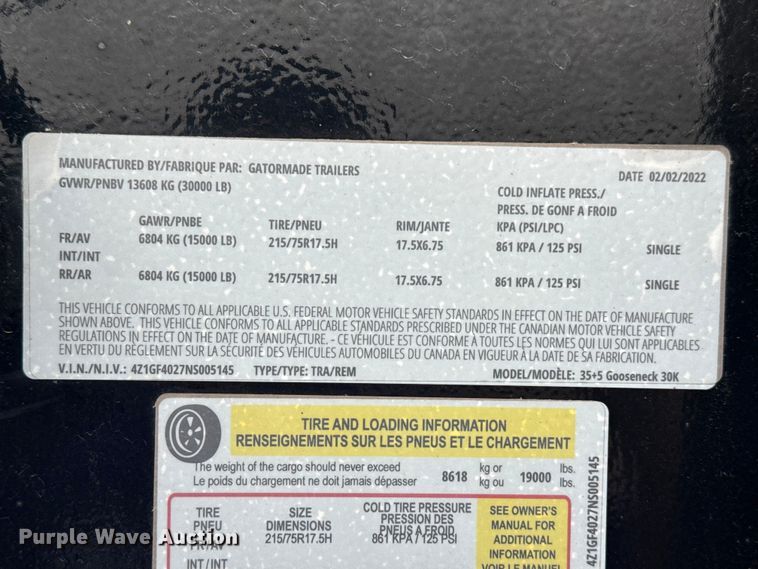 MANUFACTURED BY/FABRIQUE PAR: GATORMADE TRAILERS DATE 02/02/2022
GVWR/PNBV 13608 KG (30000 LB)
COLD INFLATE PRESS./
PRESS. DE GONF A FROID
GAWR/PNBE TIRE/PNEU RIM/JANTE KPA (PSI/LPC)
FR/AV 6804 KG (15000 LB) 215/75R17.5H 17.5X6.75 861 KPA / 125 PSI SINGLE
INT/INT
RR/AR 6804 KG (15000 LB) 215/75R17.5H 17.5X6.75 861 KPA / 125 PSI SINGLE
THIS VEHICLE CONFORMS TO ALL APPLICABLE U.S. FEDERAL MOTOR VEHICLE SAFETY STANDARDS IN EFFECT ON THE DATE OF MANUFACTURE
SHOWN ABOVE. THIS VEHICLE CONFORMS TO ALL APPLICABLE STANDARDS PRESCRIBED UNDER THE CANADIAN MOTOR VEHICLE SAFETY
REGULATIONS IN EFFECT ON THE DATE OF MANUFACTURE. - CE VÉHICULE EST CONFORME À TOUTES LES NORMES QUI LUI SONT APPLICABLES
EN VERTU DU RÈGLEMENT SUR LA SÉCURITÉ DES VÉHICULES AUTOMOBILES DU CANADA EN VIGUEUR À LA DATE DE SA FABRICATION.
V.I.N./N.I.V.: 4Z1GF4027NS005145 TYPE/TYPE: TRA/REM MODEL/MODÈLE: 35+5 Gooseneck 30K
TIRE AND LOADING INFORMATION
RENSEIGNEMENTS SUR LES PNEUS ET LE CHARGEMENT
The weight of the cargo should never exceed 8618 kg or 19000 lbs.
Le poids du chargement ne doit jamais dépasser kg ou lbs.
TIRE SIZE COLD TIRE PRESSURE
PNEU DIMENSIONS PRESSION DES PNEUS A FROID
FR/AV 215/75R17.5H 861 KPA / 125 PSI
INT/INT
SEE OWNER'S
MANUAL FOR
ADDITIONAL
INFORMATION
VOIR LE MANUEL
4Z1GF4027NS005145
Purple Wave Auction